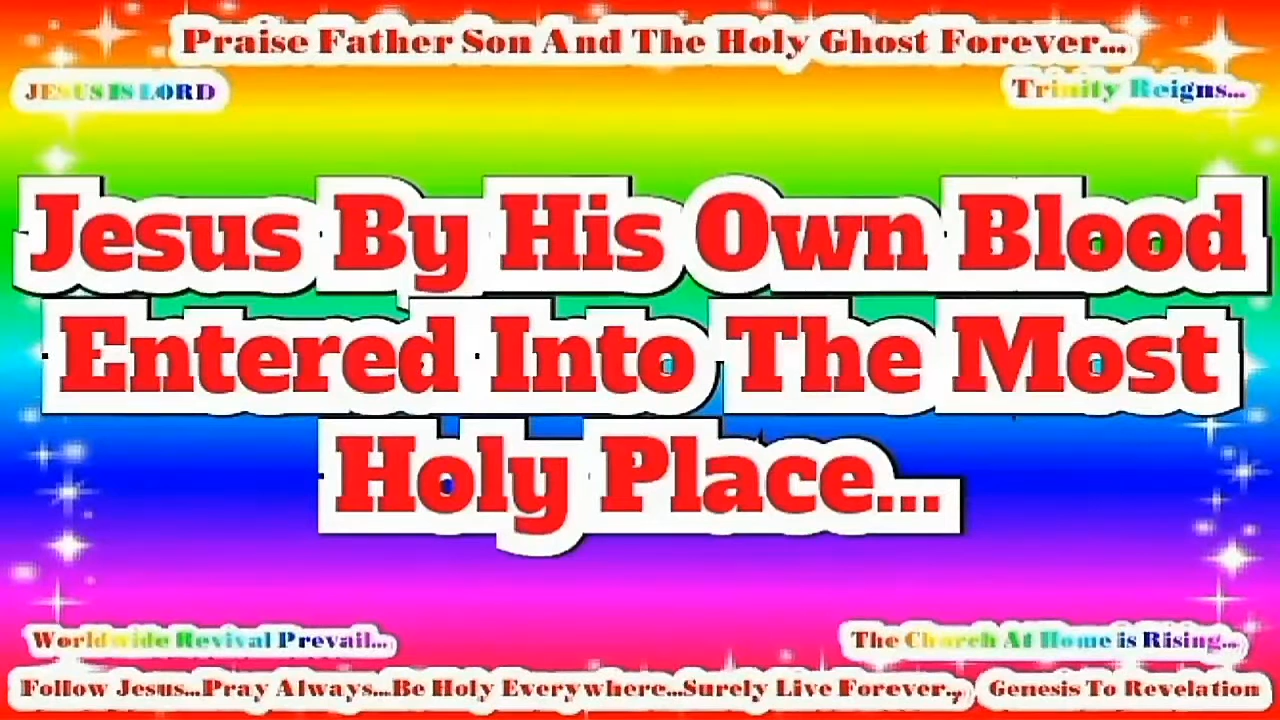 Praise Father Son And The Holy Ghost Forever...
JESUS IS LORD
Trinity Reigns...
Jesus By His Own Blood
Entered Into The Most
Holy Place...
Worldwide Revival Prevail...
The Church At Home is Rising...
Follow Jesus...Pray Always...Be Holy Everywhere...Surely Live Forever..,
Genesis To Revelation